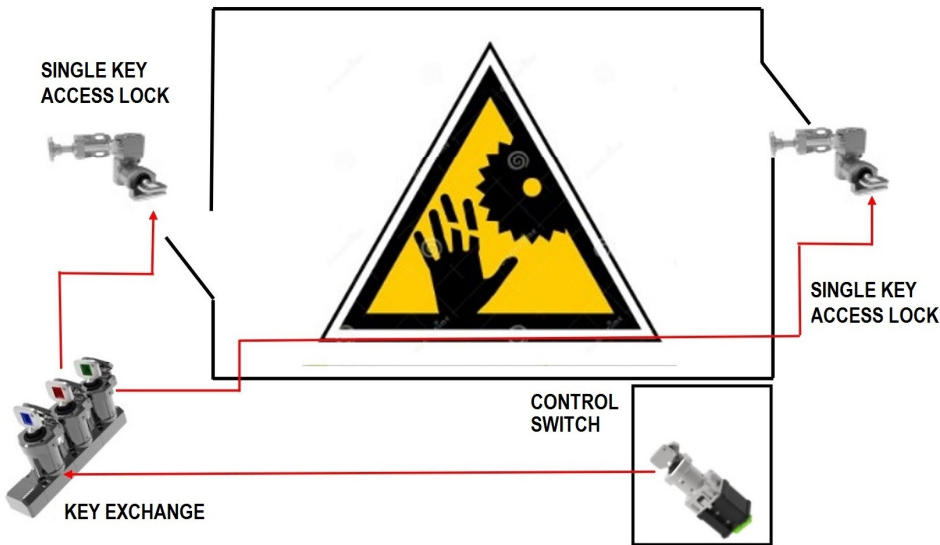 SINGLE KEY
ACCESS LOCK
SINGLE KEY
ACCESS LOCK
CONTROL
SWITCH
KEY EXCHANGE